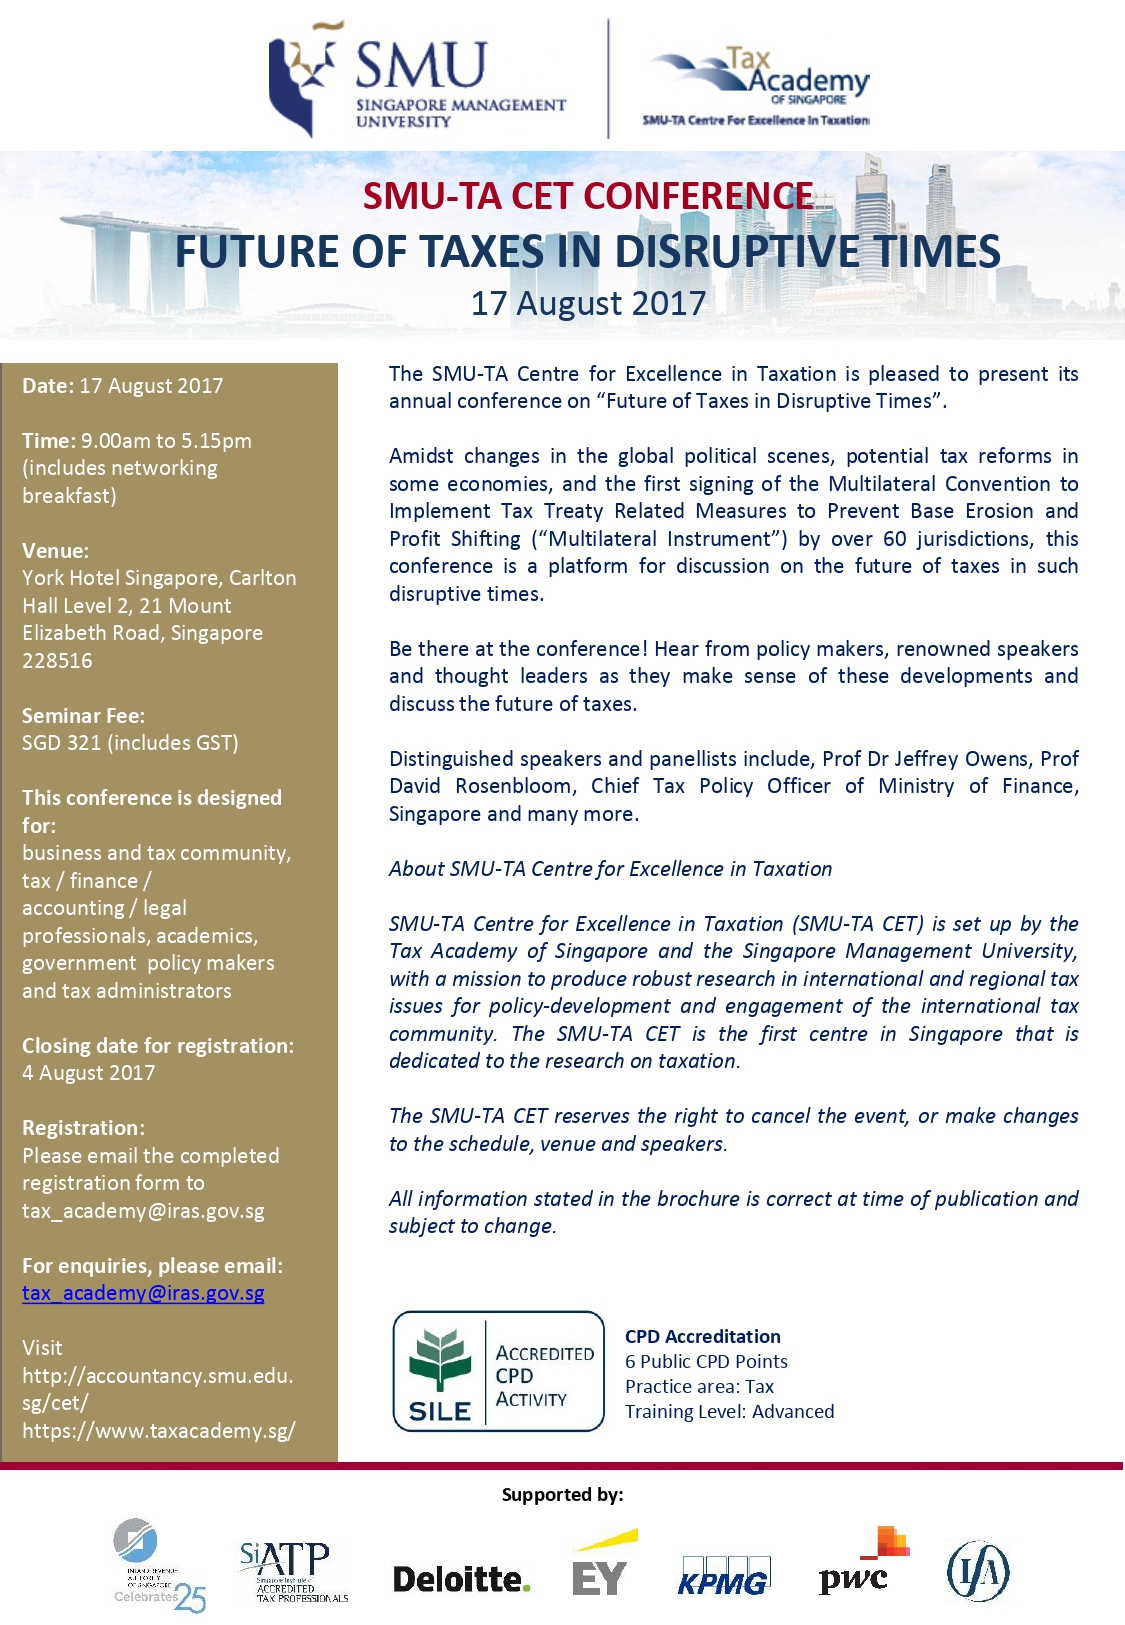 SMU
SINGAPORE MANAGEMENT
UNIVERSITY
Tax
Academy
OF SINGAPORE
SMU-TA Centre For Excellence In Taxation
SMU-TA CET CONFERENCE
FUTURE OF TAXES IN DISRUPTIVE TIMES
17 August 2017
Date: 17 August 2017
Time: 9.00am to 5.15pm
(includes networking
breakfast)
Venue:
York Hotel Singapore, Carlton
Hall Level 2, 21 Mount
Elizabeth Road, Singapore
228516
Seminar Fee:
SGD 321 (includes GST)
This conference is designed
for:
business and tax community,
tax / finance /
accounting / legal
professionals, academics,
government policy makers
and tax administrators
Closing date for registration:
4 August 2017
Registration:
Please email the completed
registration form to
tax_academy@iras.gov.sg
For enquiries, please email:
tax_academy@iras.gov.sg
Visit
http://accountancy.smu.edu.
sg/cet/
https://www.taxacademy.sg/
The SMU-TA Centre for Excellence in Taxation is pleased to present its
annual conference on “Future of Taxes in Disruptive Times”.
Amidst changes in the global political scenes, potential tax reforms in
some economies, and the first signing of the Multilateral Convention to
Implement Tax Treaty Related Measures to Prevent Base Erosion and
Profit Shifting (“Multilateral Instrument”) by over 60 jurisdictions, this
conference is a platform for discussion on the future of taxes in such
disruptive times.
Be there at the conference! Hear from policy makers, renowned speakers
and thought leaders as they make sense of these developments and
discuss the future of taxes.
Distinguished speakers and panellists include, Prof Dr Jeffrey Owens, Prof
David Rosenbloom, Chief Tax Policy Officer of Ministry of Finance,
Singapore and many more.
About SMU-TA Centre for Excellence in Taxation
SMU-TA Centre for Excellence in Taxation (SMU-TA CET) is set up by the
Tax Academy of Singapore and the Singapore Management University,
with a mission to produce robust research in international and regional tax
issues for policy-development and engagement of the international tax
community. The SMU-TA CET is the first centre in Singapore that is
dedicated to the research on taxation.
The SMU-TA CET reserves the right to cancel the event, or make changes
to the schedule, venue and speakers.
All information stated in the brochure is correct at time of publication and
subject to change.
SILE
ACCREDITED
CPD
ACTIVITY
CPD Accreditation
6 Public CPD Points
Practice area: Tax
Training Level: Advanced
Supported by:
INLAND REVENUE
AUTHORITY
OF SINGAPORE
Celebrates 25
SiATP
Singapore Institute of
ACCREDITED
TAX PROFESSIONALS
Deloitte.
EY
KPMG
pwc
IFA